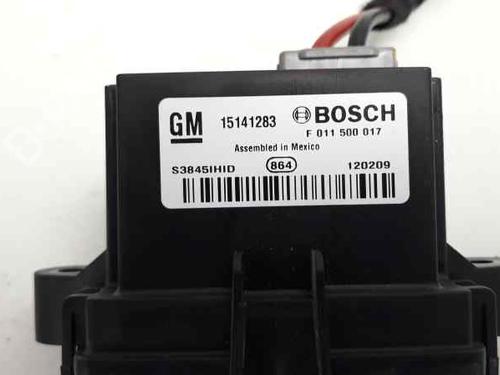 GM 15141283 BOSCH
F 011 500 017
Assembled in Mexico
S3845IHID 864 120209